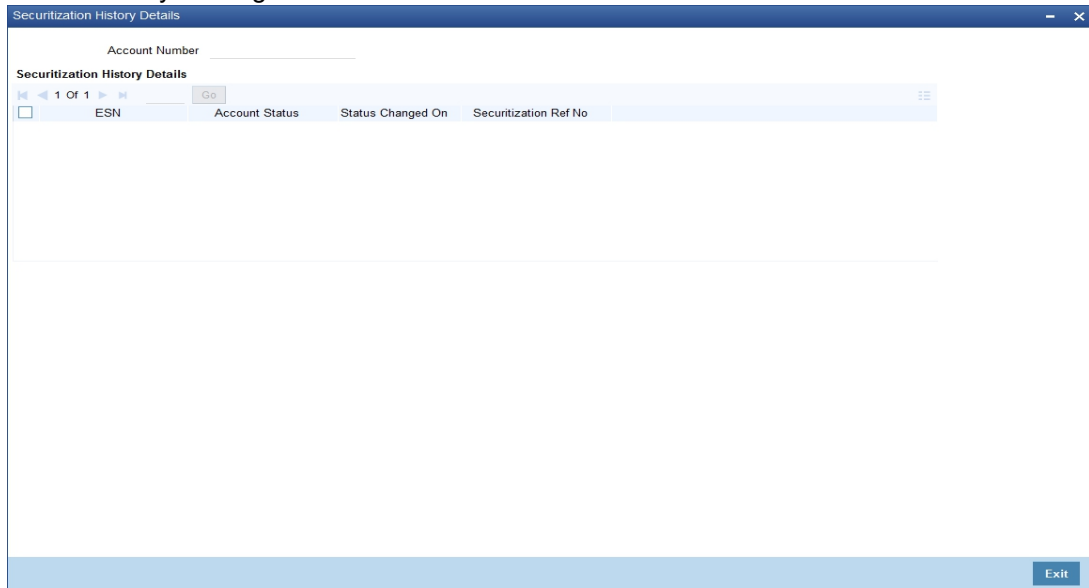 Securitization History Details
Account Number
Securitization History Details
1 Of 1 Go
ESN Account Status Status Changed On Securitization Ref No
Exit